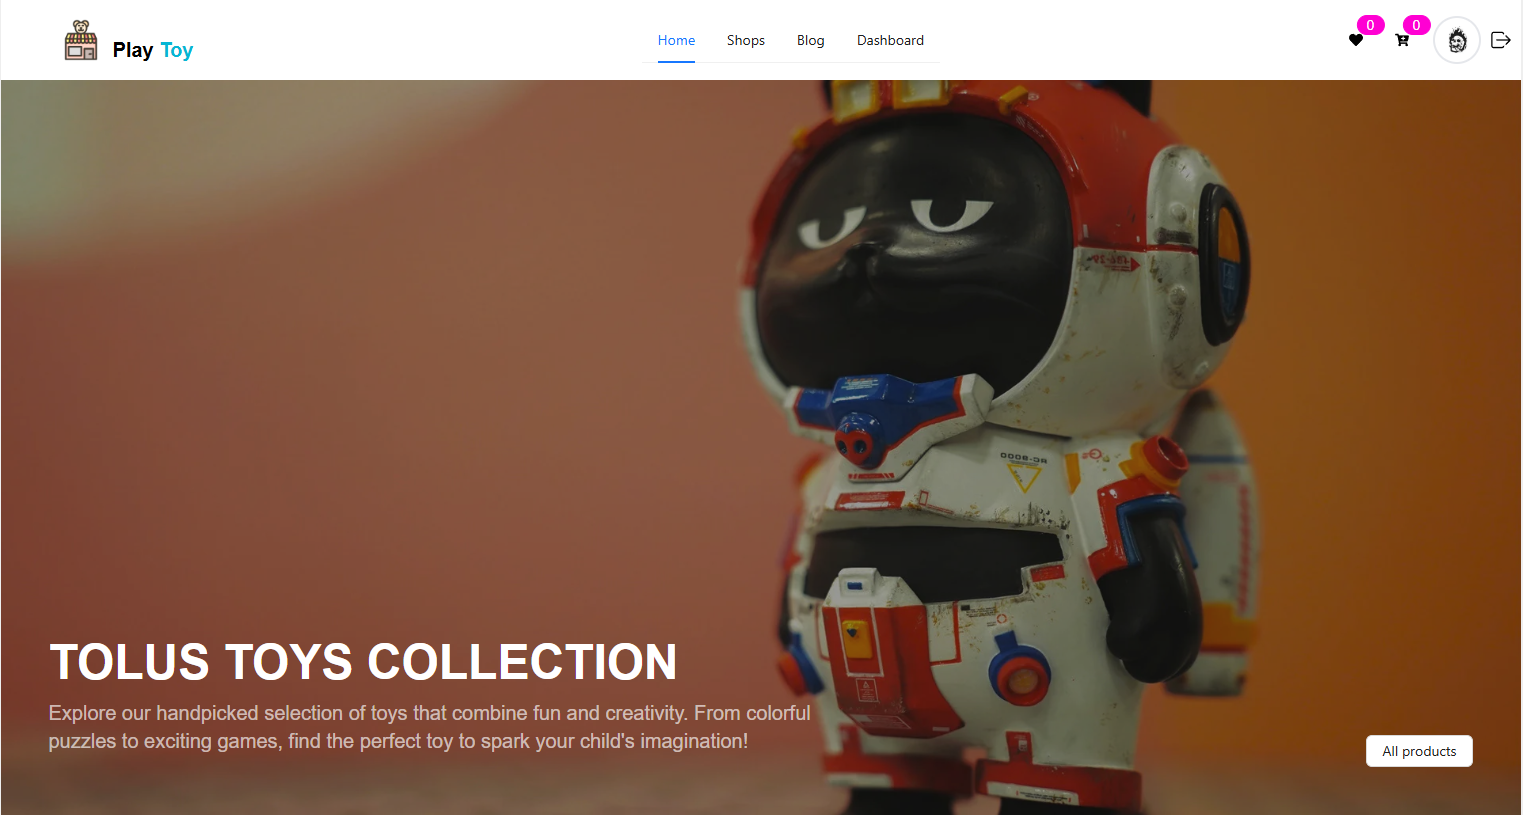 Play Toy
Home Shops Blog Dashboard
0 0
TOLUS TOYS COLLECTION
Explore our handpicked selection of toys that combine fun and creativity. From colorful
puzzles to exciting games, find the perfect toy to spark your child's imagination!
All products